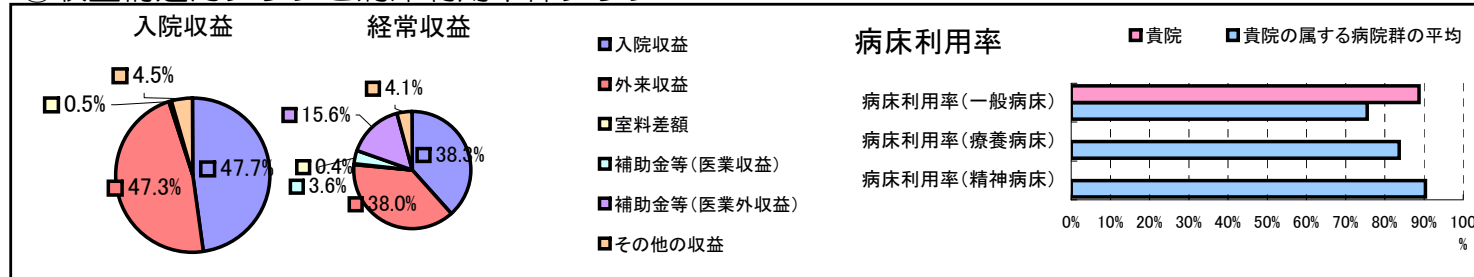 入院収益
経常収益
4.5%
0.5%
47.7%
47.3%
4.1%
15.6%
38.3%
0.4%
3.6%
38.0%
入院収益
外来収益
室料差額
補助金等(医業収益)
補助金等(医業外収益)
その他の収益
病床利用率
貴院 貴院の属する病院群の平均
病床利用率(一般病床)
病床利用率(療養病床)
病床利用率(精神病床)
0% 10% 20% 30% 40% 50% 60% 70% 80% 90% 100
%